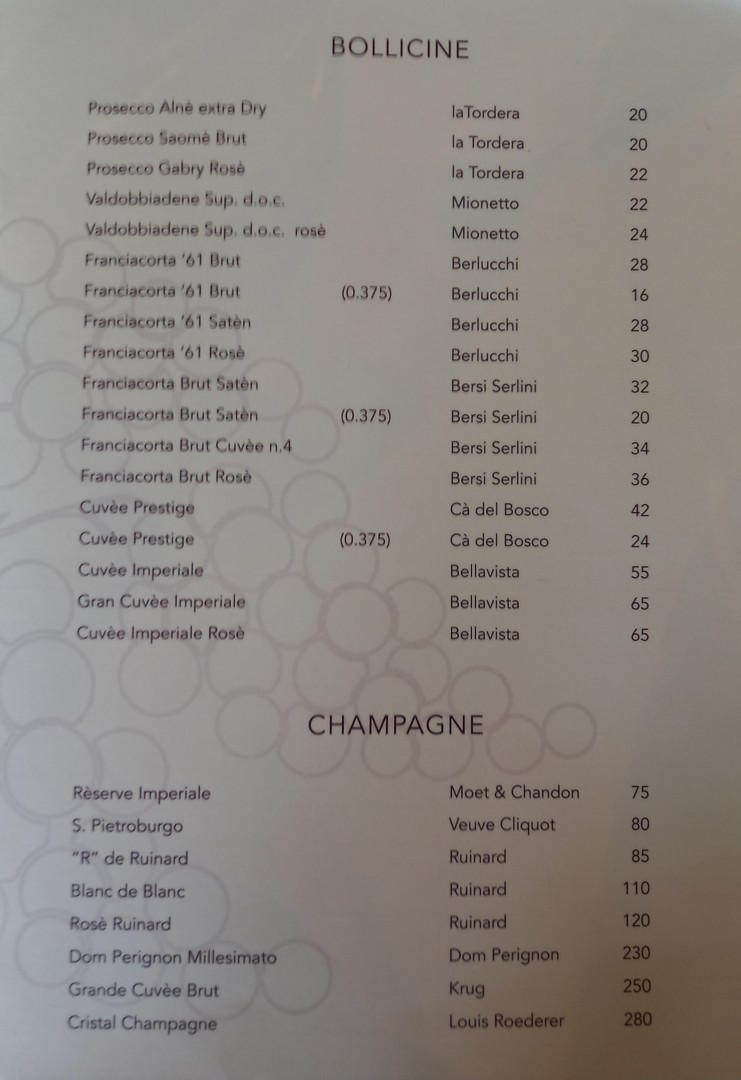 BOLLICINE
Prosecco Alnè extra Dry laTordera 20
Prosecco Saomè Brut la Tordera 20
Prosecco Gabry Rosè la Tordera 22
Valdobbiadene Sup. d.o.c. Mionetto 22
Valdobbiadene Sup. d.o.c. rosè Mionetto 24
Franciacorta '61 Brut Berlucchi 28
Franciacorta '61 Brut (0.375) Berlucchi 16
Franciacorta '61 Satèn Berlucchi 28
Franciacorta '61 Rosè Berlucchi 30
Franciacorta Brut Satèn Bersi Serlini 32
Franciacorta Brut Satèn (0.375) Bersi Serlini 20
Franciacorta Brut Cuvèe n.4 Bersi Serlini 34
Franciacorta Brut Rosè Bersi Serlini 36
Cuvèe Prestige Cà del Bosco 42
Cuvèe Prestige (0.375) Cà del Bosco 24
Cuvèe Imperiale Bellavista 55
Gran Cuvèe Imperiale Bellavista 65
Cuvèe Imperiale Rosè Bellavista 65
CHAMPAGNE
Rèserve Imperiale Moet & Chandon 75
S. Pietroburgo Veuve Cliquot 80
"R" de Ruinard Ruinard 85
Blanc de Blanc Ruinard 110
Rosè Ruinard Ruinard 120
Dom Perignon Millesimato Dom Perignon 230
Grande Cuvèe Brut Krug 250
Cristal Champagne Louis Roederer 280